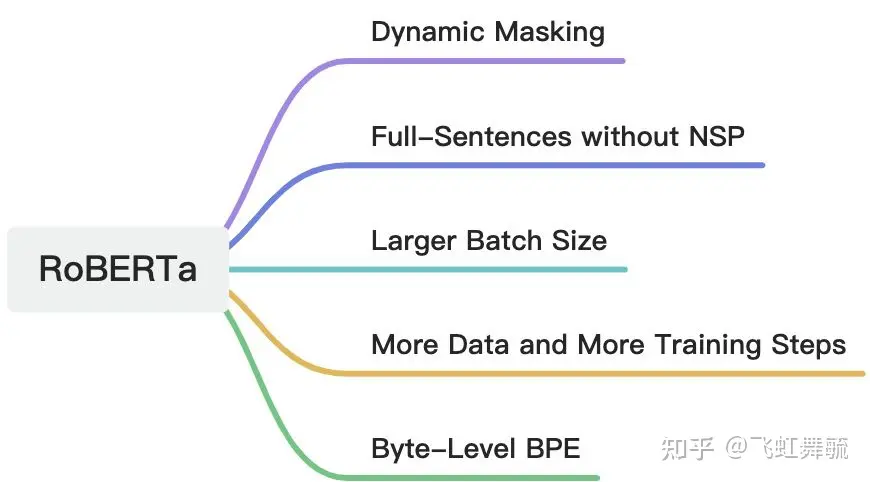 Dynamic Masking
Full-Sentences without NSP
Larger Batch Size
RoBERTa
More Data and More Training Steps
Byte-Level BPE
知乎 @飞虹舞毓